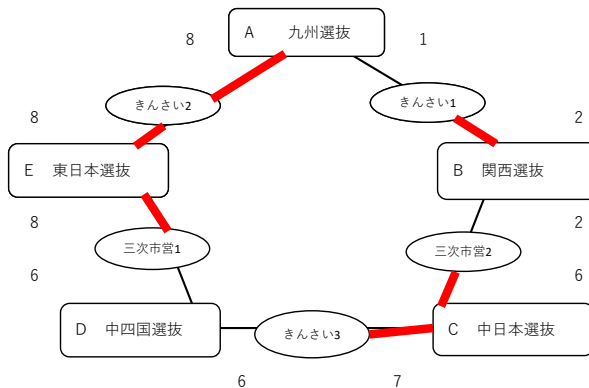 A 九州選抜
8
1
きんさい2
きんさい1
8
2
E 東日本選抜
B 関西選抜
8
2
三次市営1
三次市営2
6
6
D 中四国選抜
きんさい3
C 中日本選抜
6
7